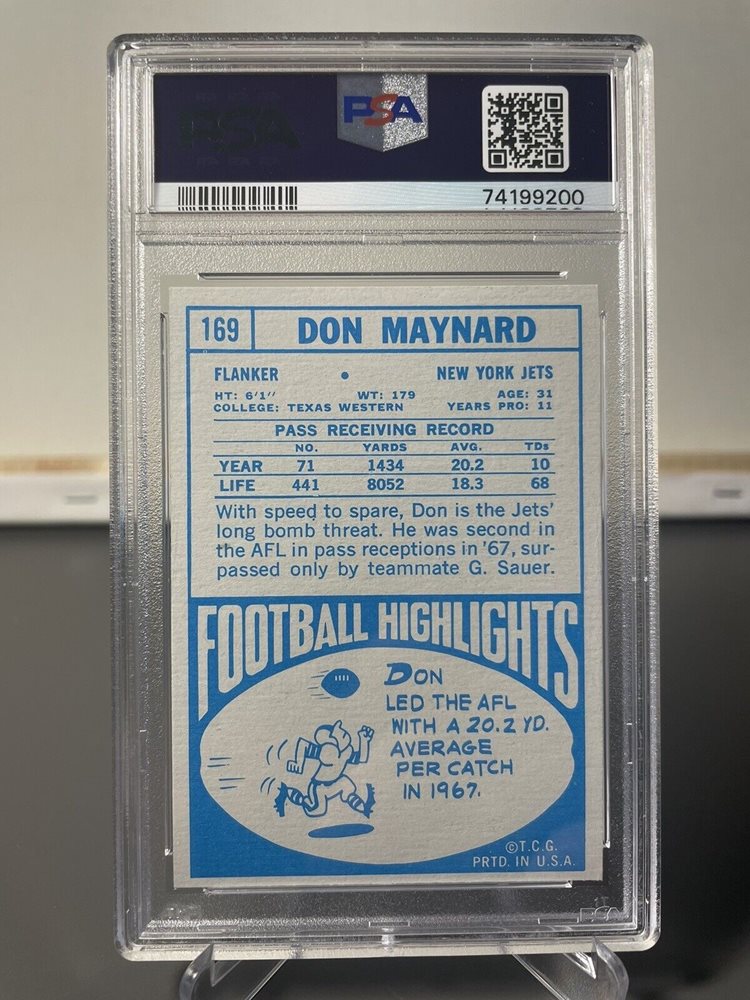 PSA
PSA
74199200
169 DON MAYNARD
FLANKER • NEW YORK JETS
HT: 6'1" WT: 179 AGE: 31
COLLEGE: TEXAS WESTERN YEARS PRO: 11
PASS RECEIVING RECORD
NO. YARDS AVG. TDs
YEAR 71 1434 20.2 10
LIFE 441 8052 18.3 68
With speed to spare, Don is the Jets'
long bomb threat. He was second in
the AFL in pass receptions in '67, sur-
passed only by teammate G. Sauer.
FOOTBALL HIGHLIGHTS
DON
LED THE AFL
WITH A 20.2 YD.
AVERAGE
PER CATCH
IN 1967.
©T.C.G.
PRTD. IN U.S.A.
PSA